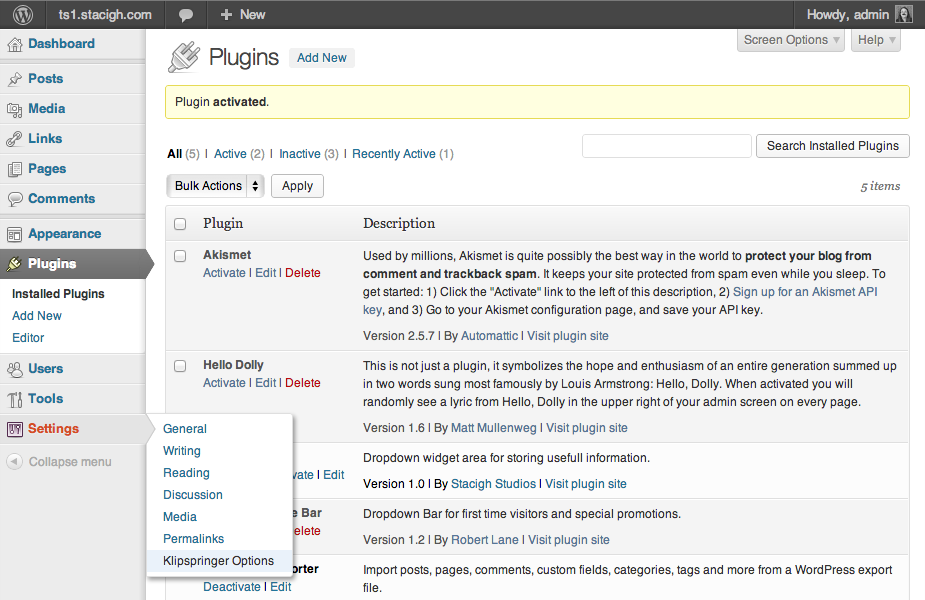 ts1.stacigh.com
+ New
Howdy, admin
Dashboard
Posts
Media
Links
Pages
Comments
Appearance
Plugins
Installed Plugins
Add New
Editor
Users
Tools
Settings
Collapse menu
General
Writing
Reading
Discussion
Media
Permalinks
Klipspringer Options
Screen Options
Help
Plugins Add New
Plugin activated.
All (5) | Active (2) | Inactive (3) | Recently Active (1)
Search Installed Plugins
Bulk Actions
Apply
5 items
Plugin Description
Akismet
Activate | Edit | Delete
Used by millions, Akismet is quite possibly the best way in the world to protect your blog from
comment and trackback spam. It keeps your site protected from spam even while you sleep. To
get started: 1) Click the "Activate" link to the left of this description, 2) Sign up for an Akismet API
key, and 3) Go to your Akismet configuration page, and save your API key.
Version 2.5.7 | By Automattic | Visit plugin site
Hello Dolly
Activate | Edit | Delete
This is not just a plugin, it symbolizes the hope and enthusiasm of an entire generation summed up
in two words sung most famously by Louis Armstrong: Hello, Dolly. When activated you will
randomly see a lyric from Hello, Dolly in the upper right of your admin screen on every page.
Version 1.6 | By Matt Mullenweg | Visit plugin site
vate | Edit
Dropdown widget area for storing usefull information.
Version 1.0 | By Stacigh Studios | Visit plugin site
e Bar
elete
Dropdown Bar for first time visitors and special promotions.
Version 1.2 | By Robert Lane | Visit plugin site
orter
Deactivate | Edit
Import posts, pages, comments, custom fields, categories, tags and more from a WordPress export
file.